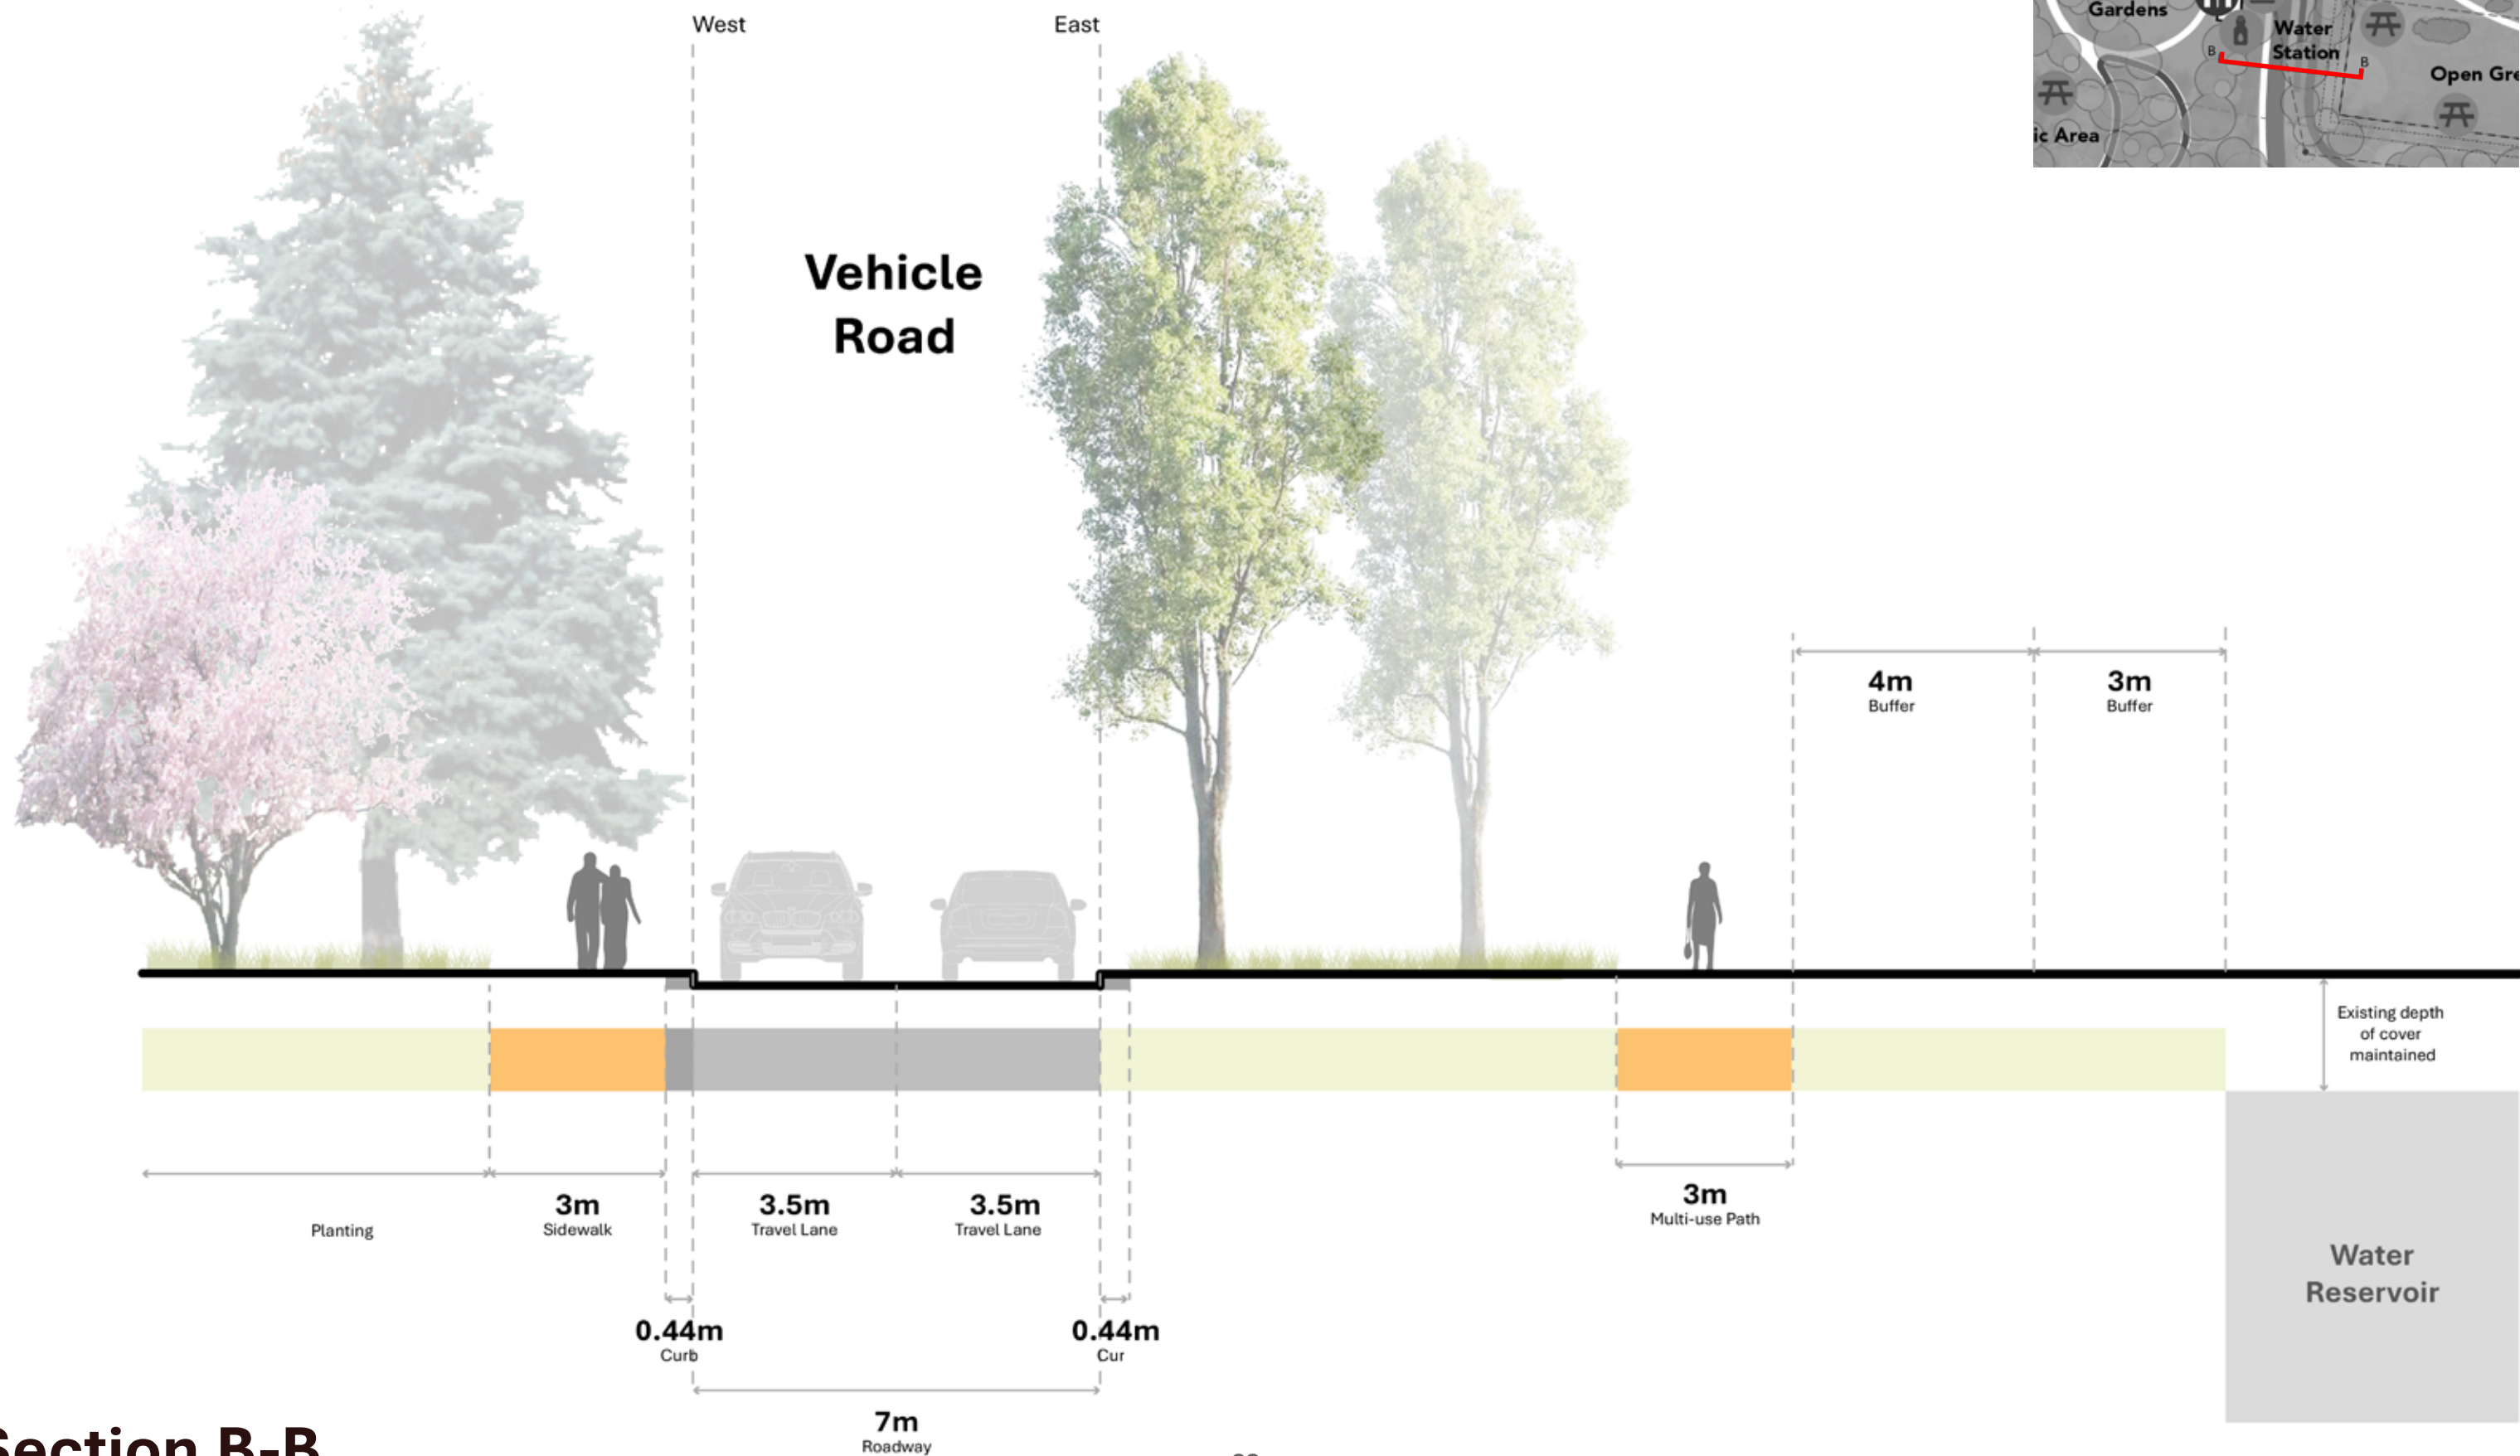 West
East
Gardens
Water
Station
B
B
Open Gre
ic Area
Vehicle
Road
4m
Buffer
3m
Buffer
Existing depth
of cover
maintained
3m
Sidewalk
3.5m
Travel Lane
3.5m
Travel Lane
3m
Multi-use Path
Planting
Water
Reservoir
0.44m
Curb
0.44m
Cur
7m
Roadway
Section B-B